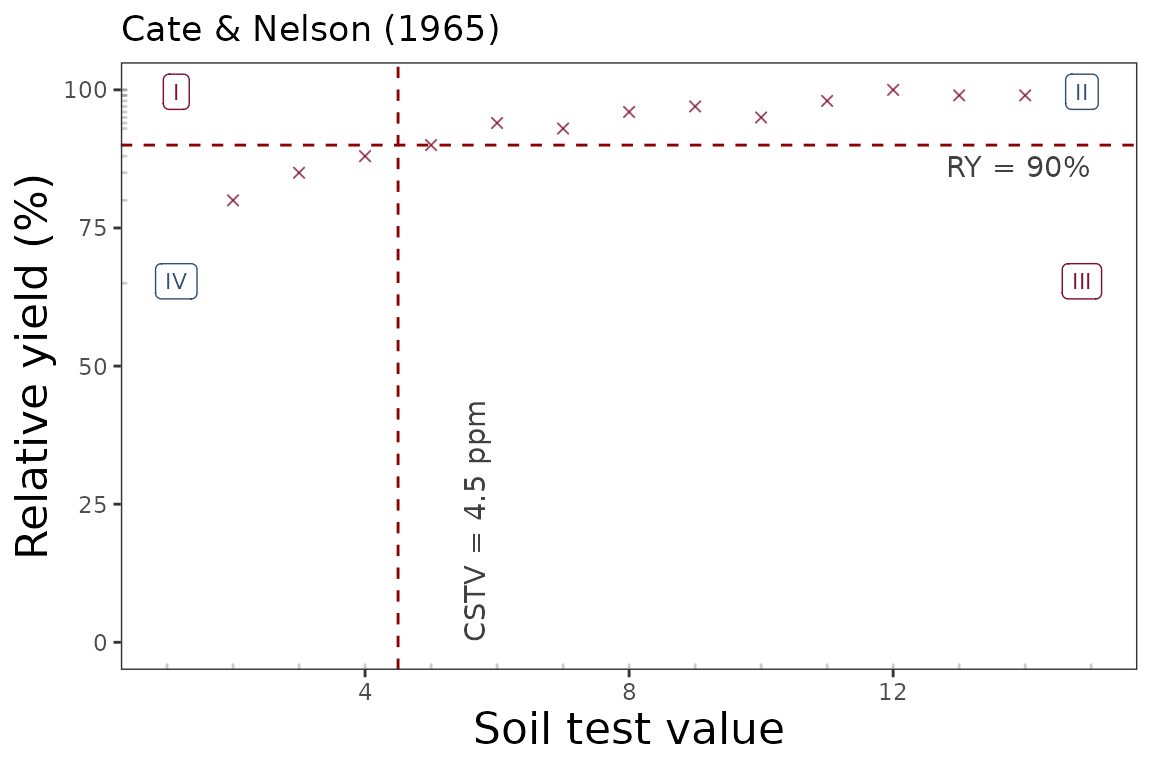 Cate & Nelson (1965)
Relative yield (%)
100
75
50
25
0
I
II
RY = 90%
IV
III
CSTV = 4.5 ppm
4
8
12
Soil test value